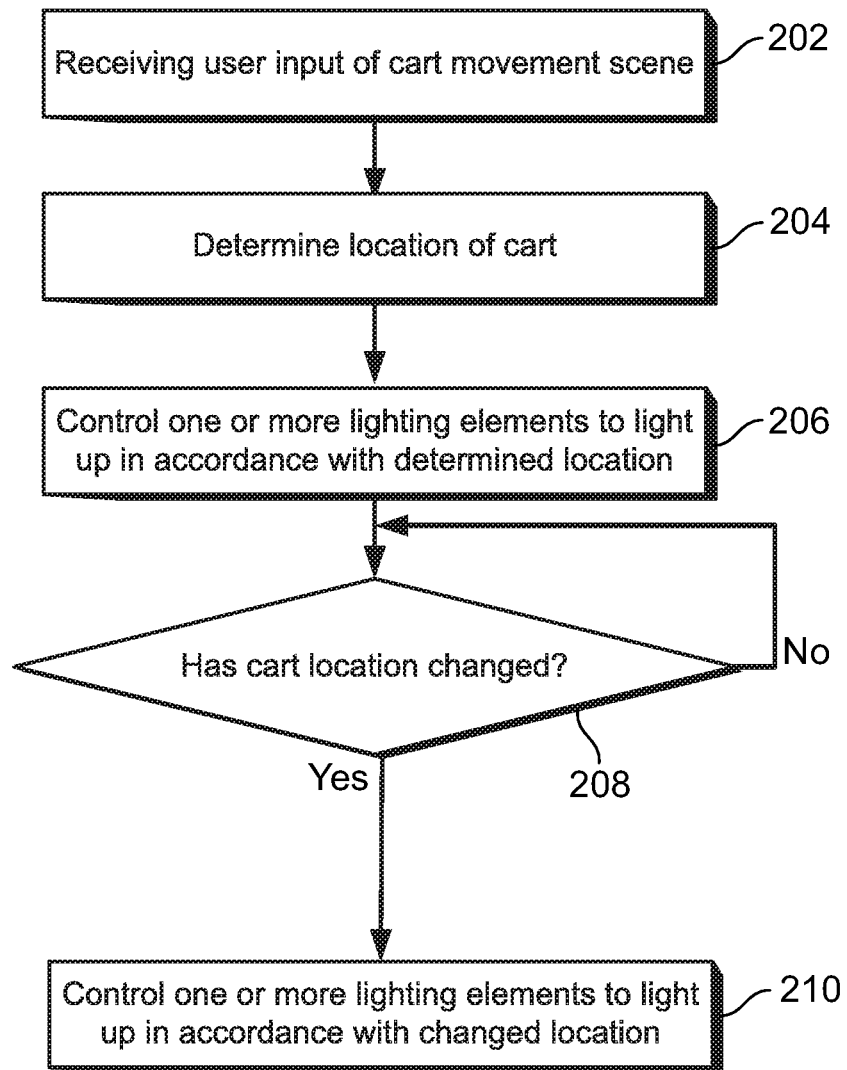 Receiving user input of cart movement scene
202
Determine location of cart
204
Control one or more lighting elements to light
up in accordance with determined location
206
Has cart location changed?
No
Yes
208
Control one or more lighting elements to light
up in accordance with changed location
210